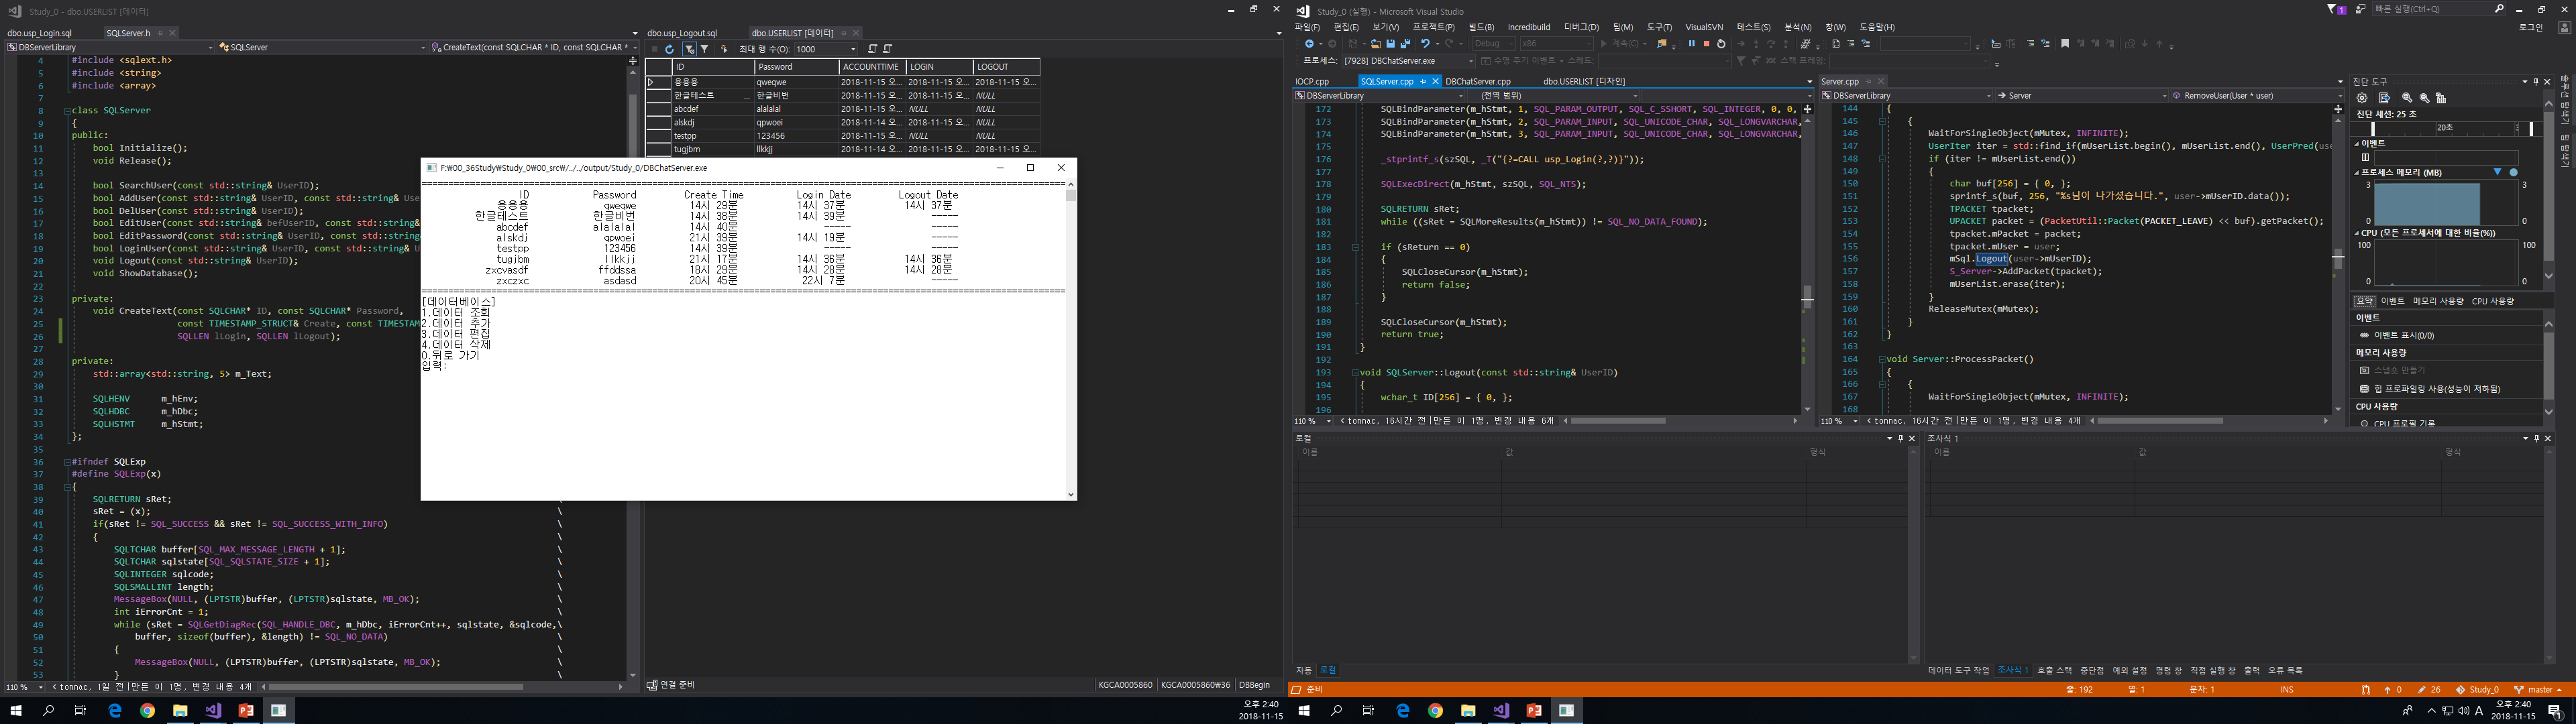 Study_0 - dbo.USERLIST [데이터]
dbo.usp_Login.sql
SQLServer.h
DBServerLibrary
SQLServer
CreateText(const SQLCHAR * ID, const SQLCHAR *
4 #include <sqlext.h>
5 #include <string>
6 #include <array>
7
8 class SQLServer
9 {
10 public:
11 bool Initialize();
12 void Release();
13
14 bool SearchUser(const std::string& UserID);
15 bool AddUser(const std::string& UserID, const std::string& Use
16 bool DelUser(const std::string& UserID);
17 bool EditUser(const std::string& befUserID, const std::string&
18 bool EditPassword(const std::string& UserID, const std::string
19 bool LoginUser(const std::string& UserID, const std::string& U
20 void Logout(const std::string& UserID);
21 void ShowDatabase();
22
23 private:
24 void CreateText(const SQLCHAR* ID, const SQLCHAR* Password,
25 const TIMESTAMP_STRUCT& Create, const TIMESTAM
26 SQLLEN lLogin, SQLLEN lLogout);
27
28 private:
29 std::array<std::string, 5> m_Text;
30
31 SQLHENV m_hEnv;
32 SQLHDBC m_hDbc;
33 SQLHSTMT m_hStmt;
34 };
35
36 #ifndef SQLExp
37 #define SQLExp(x)
38 {
39 SQLRETURN sRet; \
40 sRet = (x); \
41 if(sRet != SQL_SUCCESS && sRet != SQL_SUCCESS_WITH_INFO) \
42 { \
43 SQLTCHAR buffer[SQL_MAX_MESSAGE_LENGTH + 1]; \
44 SQLTCHAR sqlstate[SQL_SQLSTATE_SIZE + 1]; \
45 SQLINTEGER sqlcode; \
46 SQLSMALLINT length; \
47 MessageBox(NULL, (LPTSTR)buffer, (LPTSTR)sqlstate, MB_OK); \
48 int iErrorCnt = 1; \
49 while (sRet = SQLGetDiagRec(SQL_HANDLE_DBC, m_hDbc, iErrorCnt++, sqlstate, &sqlcode,\
50 buffer, sizeof(buffer), &length) != SQL_NO_DATA) \
51 { \
52 MessageBox(NULL, (LPTSTR)buffer, (LPTSTR)sqlstate, MB_OK); \
53 } \
110 % tonnac, 1일 전|만든 이 1명, 변경 내용 4개
dbo.usp_Logout.sql
dbo.USERLIST [데이터]
최대 행 수(O): 1000
ID Password ACCOUNTTIME LOGIN LOGOUT
용용용 qweqwe 2018-11-15 오... 2018-11-15 오... 2018-11-15 오...
한글테스트 ... 한글비번 2018-11-15 오... 2018-11-15 오... NULL
abcdef alalalal 2018-11-15 오... NULL NULL
alskdj qpwoei 2018-11-14 오... 2018-11-15 오... NULL
testpp 123456 2018-11-15 오... NULL NULL
tugjbm llkkjj 2018-11-14 오... 2018-11-15 오... 2018-11-15 오...
연결 준비
KGCA0005860 KGCA0005860₩36 DBBegin
F:₩00_36Study₩Study_0₩00_src₩/../../output/Study_0/DBChatServer.exe
ID Password Create Time Login Date Logout Date
용용용 qweqwe 14시 29분 14시 37분 14시 37분
한글테스트 한글비번 14시 38분 14시 39분 -----
abcdef alalalal 14시 40분 ----- -----
alskdj qpwoei 21시 39분 14시 19분 -----
testpp 123456 14시 39분 ----- -----
tugjbm llkkjj 21시 17분 14시 36분 14시 36분
zxcvasdf ffddssa 18시 29분 14시 28분 14시 28분
zxczxc asdasd 20시 45분 22시 7분 -----
[데이터베이스]
1.데이터 조회
2.데이터 추가
3.데이터 편집
4.데이터 삭제
0.뒤로 가기
입력:
오후 2:40
2018-11-15
Study_0 (실행) - Microsoft Visual Studio
빠른 실행(Ctrl+Q)
파일(F) 편집(E) 보기(V) 프로젝트(P) 빌드(B) Incredibuild 디버그(D) 팀(M) 도구(T) VisualSVN 테스트(S) 분석(N) 창(W) 도움말(H)
로그인
Debug x86 계속(C)
프로세스: [7928] DBChatServer.exe 수명 주기 이벤트 스레드: 스택 프레임:
IOCP.cpp SQLServer.cpp DBChatServer.cpp dbo.USERLIST [디자인]
DBServerLibrary (전역 범위)
172 SQLBindParameter(m_hStmt, 1, SQL_PARAM_OUTPUT, SQL_C_SSHORT, SQL_INTEGER, 0, 0,
173 SQLBindParameter(m_hStmt, 2, SQL_PARAM_INPUT, SQL_UNICODE_CHAR, SQL_LONGVARCHAR,
174 SQLBindParameter(m_hStmt, 3, SQL_PARAM_INPUT, SQL_UNICODE_CHAR, SQL_LONGVARCHAR,
175
176 _stprintf_s(szSQL, _T("{?=CALL usp_Login(?,?)}"));
177
178 SQLExecDirect(m_hStmt, szSQL, SQL_NTS);
179
180 SQLRETURN sRet;
181 while ((sRet = SQLMoreResults(m_hStmt)) != SQL_NO_DATA_FOUND);
182
183 if (sReturn == 0)
184 {
185 SQLCloseCursor(m_hStmt);
186 return false;
187 }
188
189 SQLCloseCursor(m_hStmt);
190 return true;
191 }
192
193 void SQLServer::Logout(const std::string& UserID)
194 {
195 wchar_t ID[256] = { 0, };
196
110 % tonnac, 16시간 전|만든 이 1명, 변경 내용 6개
Server.cpp
DBServerLibrary Server RemoveUser(User * user)
144 {
145 {
146 WaitForSingleObject(mMutex, INFINITE);
147 UserIter iter = std::find_if(mUserList.begin(), mUserList.end(), UserPred(use
148 if (iter != mUserList.end())
149 {
150 char buf[256] = { 0, };
151 sprintf_s(buf, 256, "%s님이 나가셨습니다.", user->mUserID.data());
152 TPACKET tpacket;
153 UPACKET packet = (PacketUtil::Packet(PACKET_LEAVE) << buf).getPacket();
154 tpacket.mPacket = packet;
155 tpacket.mUser = user;
156 mSql.Logout(user->mUserID);
157 S_Server->AddPacket(tpacket);
158 mUserList.erase(iter);
159 }
160 ReleaseMutex(mMutex);
161 }
162 }
163
164 void Server::ProcessPacket()
165 {
166 {
167 WaitForSingleObject(mMutex, INFINITE);
168
110 % tonnac, 16시간 전|만든 이 1명, 변경 내용 4개
진단 도구
진단 세션: 25 초
20초
이벤트
프로세스 메모리 (MB)
3 3
0 0
CPU (모든 프로세서에 대한 비율(%))
100 100
0 0
요약 이벤트 메모리 사용량 CPU 사용량
이벤트
이벤트 표시(0/0)
메모리 사용량
스냅숏 만들기
힙 프로파일링 사용(성능이 저하됨)
CPU 사용량
CPU 프로필 기록
솔루션 탐색기
팀 탐색기
로컬
이름 값 형식
자동 로컬
조사식 1
이름 값 형식
데이터 도구 작업 조사식 1 호출 스택 중단점 예외 설정 명령 창 직접 실행 창 출력 오류 목록
준비 줄: 192 열: 1 문자: 1 INS 0 26 Study_0 master
A
오후 2:40
2018-11-15